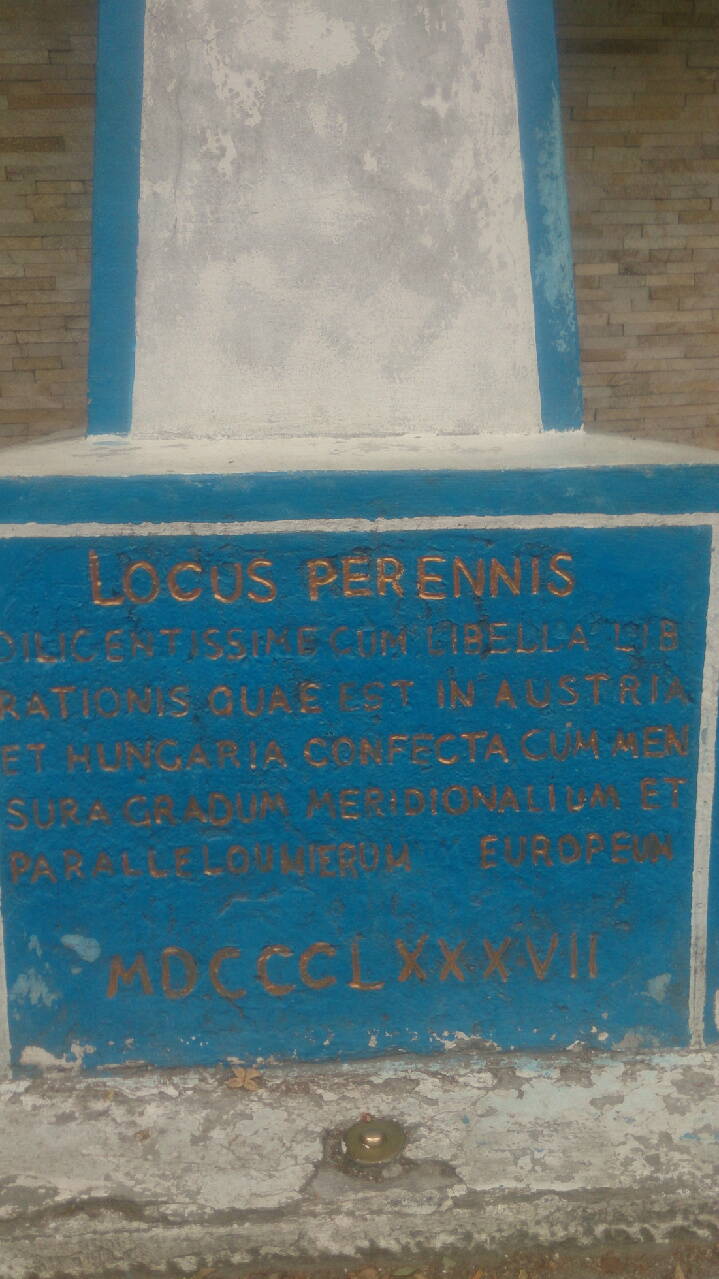 LOCUS PERENNIS
DILICENTISSIME CUM LIBELLA LIB
RATIONIS QUAE EST IN AUSTRIA
ET HUNGARIA CONFECTA CUM MEN
SURA GRADUM MERIDIONALIUM ET
PARALLELOUMIERUM EUROPEUM
MDCCCLXXXVII